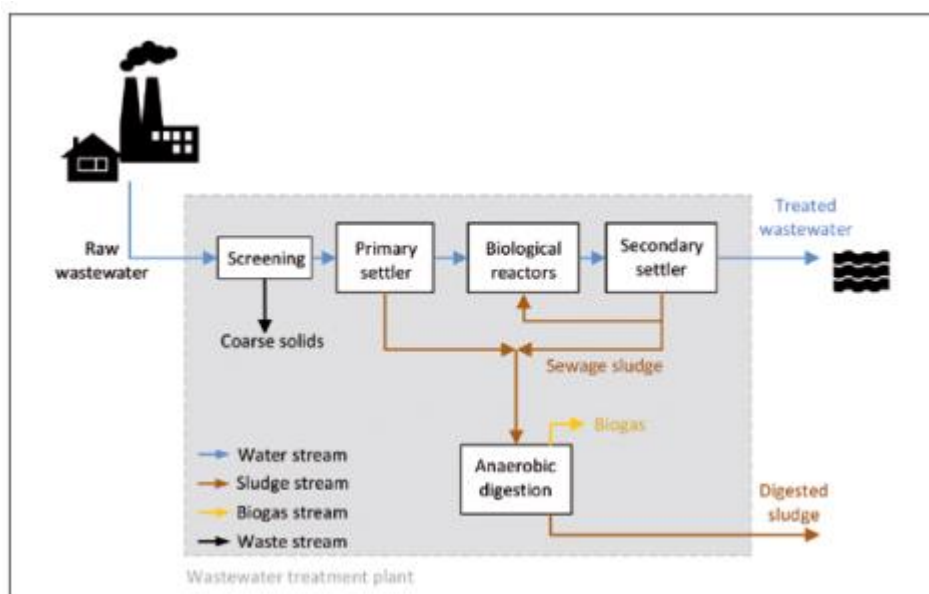 Treated
wastewater
Raw
wastewater
Screening
Primary
settler
Biological
reactors
Secondary
settler
Coarse solids
Sewage sludge
Biogas
Anaerobic
digestion
Water stream
Sludge stream
Biogas stream
Waste stream
Digested
sludge
Wastewater treatment plant